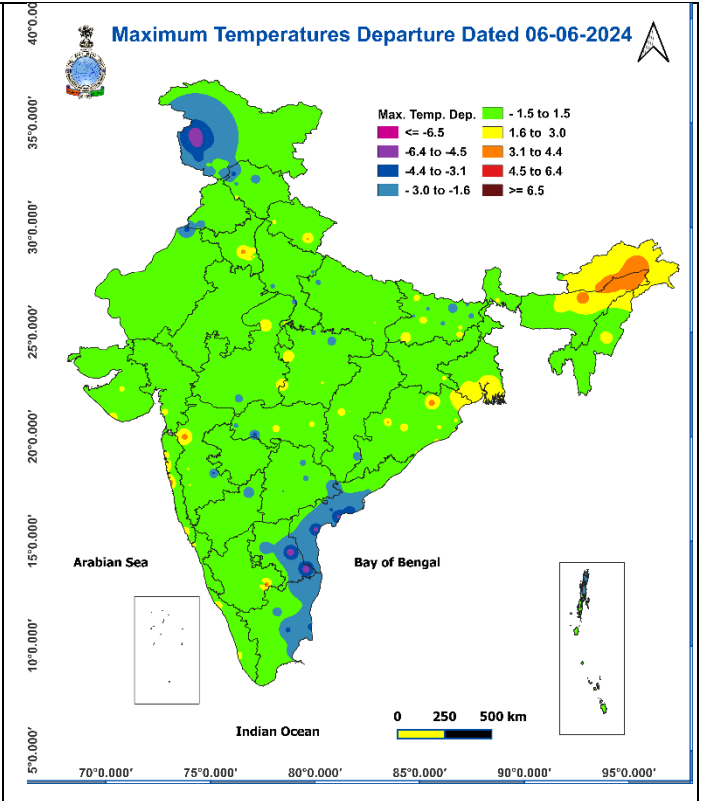 Maximum Temperatures Departure Dated 06-06-2024
Max. Temp. Dep.
<= -6.5
-6.4 to -4.5
-4.4 to -3.1
- 3.0 to -1.6
- 1.5 to 1.5
1.6 to 3.0
3.1 to 4.4
4.5 to 6.4
>= 6.5
40°0.000'
35°0.000'
30°0.000'
25°0.000'
20°0.000'
15°0.000'
10°0.000'
5°0.000'
Arabian Sea
Bay of Bengal
Indian Ocean
0 250 500 km
70°0.000' 75°0.000' 80°0.000' 85°0.000' 90°0.000' 95°0.000'